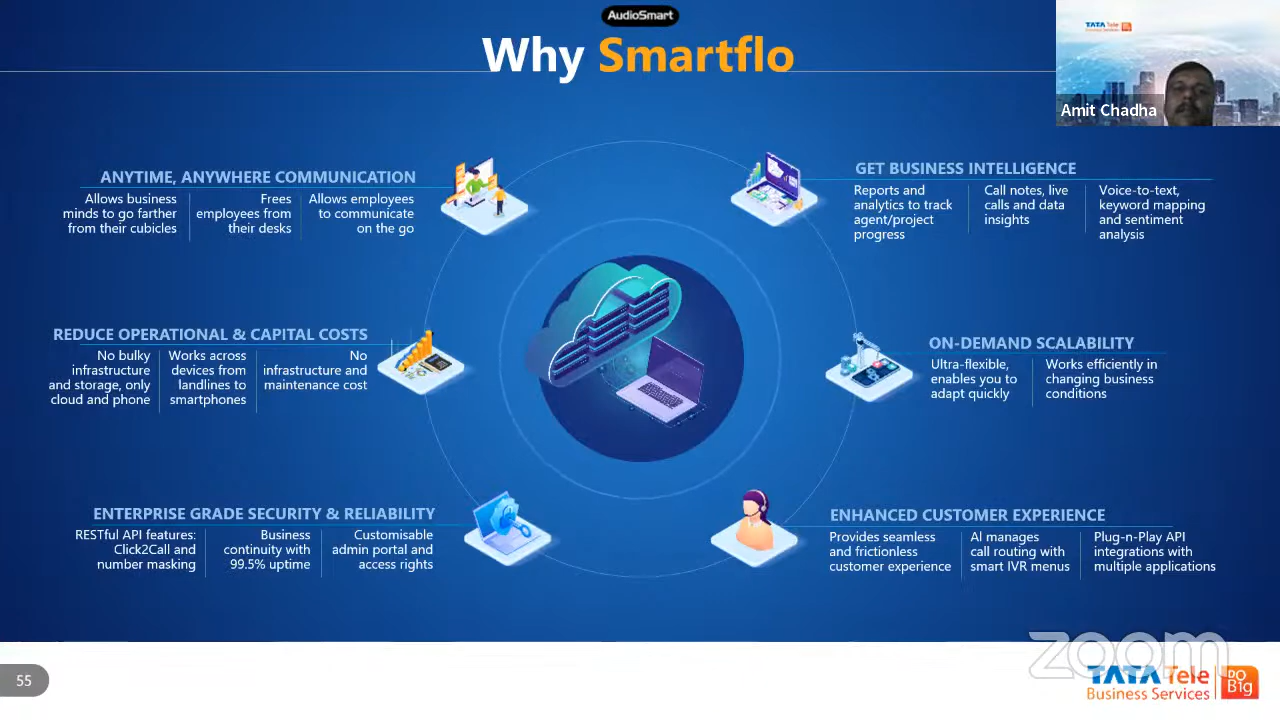 AudioSmart
Why Smartflo
TATA Tele
Business Services
Amit Chadha
ANYTIME, ANYWHERE COMMUNICATION
Allows business
minds to go farther
from their cubicles
Frees
employees from
their desks
Allows employees
to communicate
on the go
GET BUSINESS INTELLIGENCE
Reports and
analytics to track
agent/project
progress
Call notes, live
calls and data
insights
Voice-to-text,
keyword mapping
and sentiment
analysis
REDUCE OPERATIONAL & CAPITAL COSTS
No bulky
infrastructure
and storage, only
cloud and phone
Works across
devices from
landlines to
smartphones
No
infrastructure and
maintenance cost
ON-DEMAND SCALABILITY
Ultra-flexible,
enables you to
adapt quickly
Works efficiently in
changing business
conditions
ENTERPRISE GRADE SECURITY & RELIABILITY
RESTful API features:
Click2Call and
number masking
Business
continuity with
99.5% uptime
Customisable
admin portal and
access rights
ENHANCED CUSTOMER EXPERIENCE
Provides seamless
and frictionless
customer experience
AI manages
call routing with
smart IVR menus
Plug-n-Play API
integrations with
multiple applications
zoom
55
TATA Tele
Business Services
DO
B1g